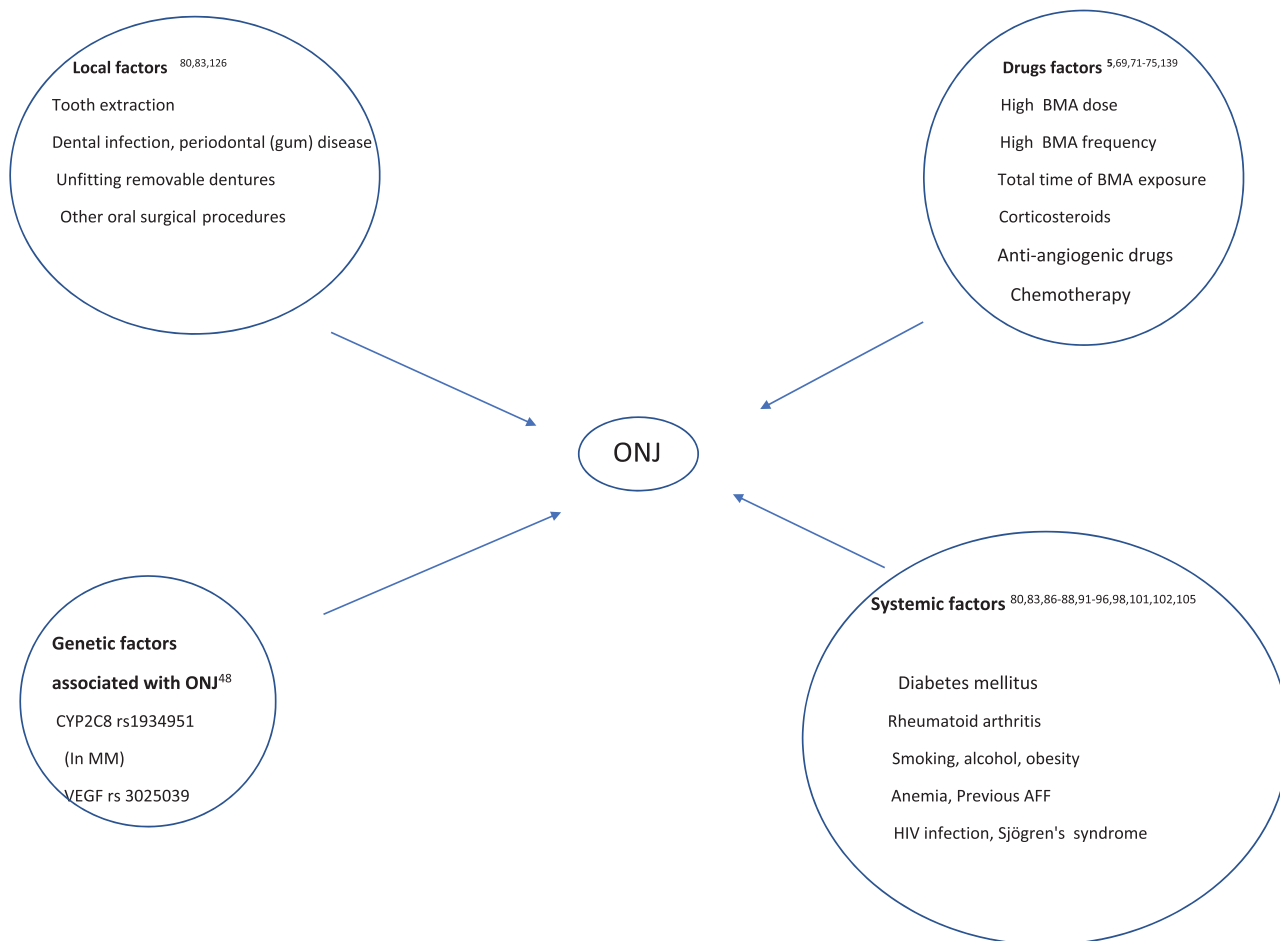 Local factors 80,83,126
Tooth extraction
Dental infection, periodontal (gum) disease
Unfitting removable dentures
Other oral surgical procedures
Drugs factors 5,69,71-75,139
High BMA dose
High BMA frequency
Total time of BMA exposure
Corticosteroids
Anti-angiogenic drugs
Chemotherapy
ONJ
Genetic factors
associated with ONJ48
CYP2C8 rs1934951
(In MM)
VEGF rs 3025039
Systemic factors 80,83,86-88,91-96,98,101,102,105
Diabetes mellitus
Rheumatoid arthritis
Smoking, alcohol, obesity
Anemia, Previous AFF
HIV infection, Sjögren's syndrome